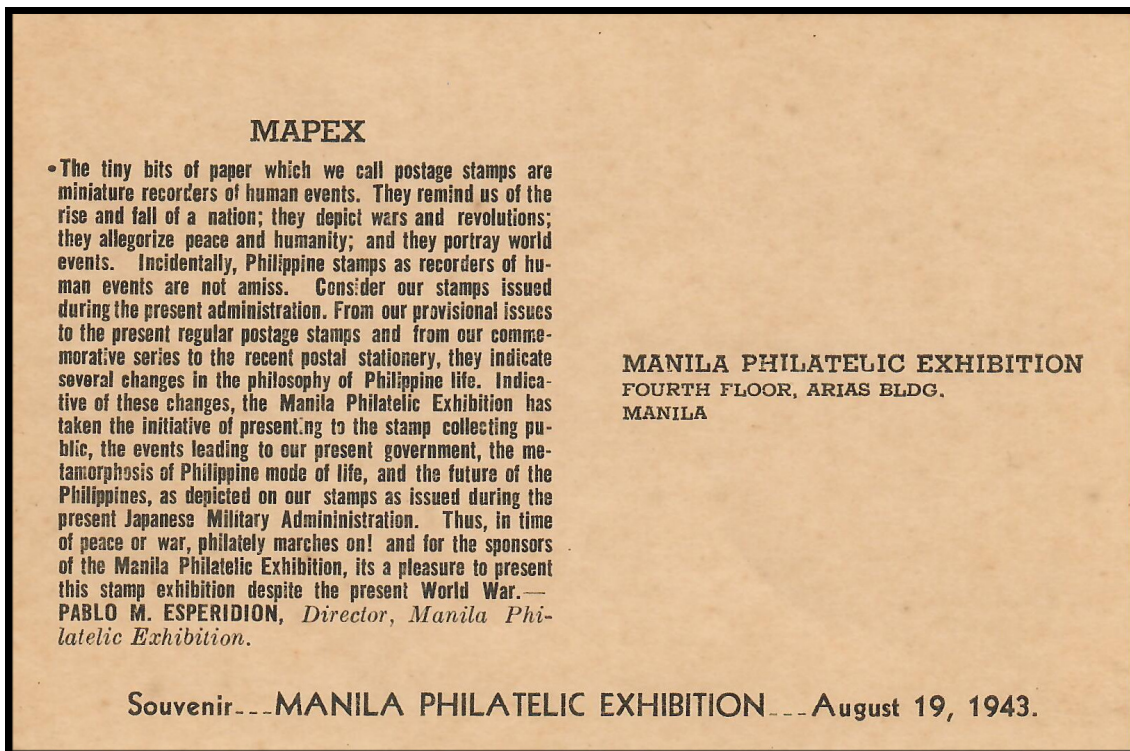 MAPEX
•The tiny bits of paper which we call postage stamps are
miniature recorders of human events. They remind us of the
rise and fall of a nation; they depict wars and revolutions;
they allegorize peace and humanity; and they portray world
events. Incidentally, Philippine stamps as recorders of hu-
man events are not amiss. Consider our stamps issued
during the present administration. From our provisional issues
to the present regular postage stamps and from our comme-
morative series to the recent postal stationery, they indicate
several changes in the philosophy of Philippine life. Indica-
tive of these changes, the Manila Philatelic Exhibition has
taken the initiative of presenting to the stamp collecting pu-
blic, the events leading to our present government, the me-
tamorphosis of Philippine mode of life, and the future of the
Philippines, as depicted on our stamps as issued during the
present Japanese Military Admininistration. Thus, in time
of peace or war, philately marches on! and for the sponsors
of the Manila Philatelic Exhibition, its a pleasure to present
this stamp exhibition despite the present World War.—
PABLO M. ESPERIDION, Director, Manila Phi-
latelic Exhibition.
MANILA PHILATELIC EXHIBITION
FOURTH FLOOR, ARIAS BLDG.
MANILA
Souvenir---MANILA PHILATELIC EXHIBITION---August 19, 1943.